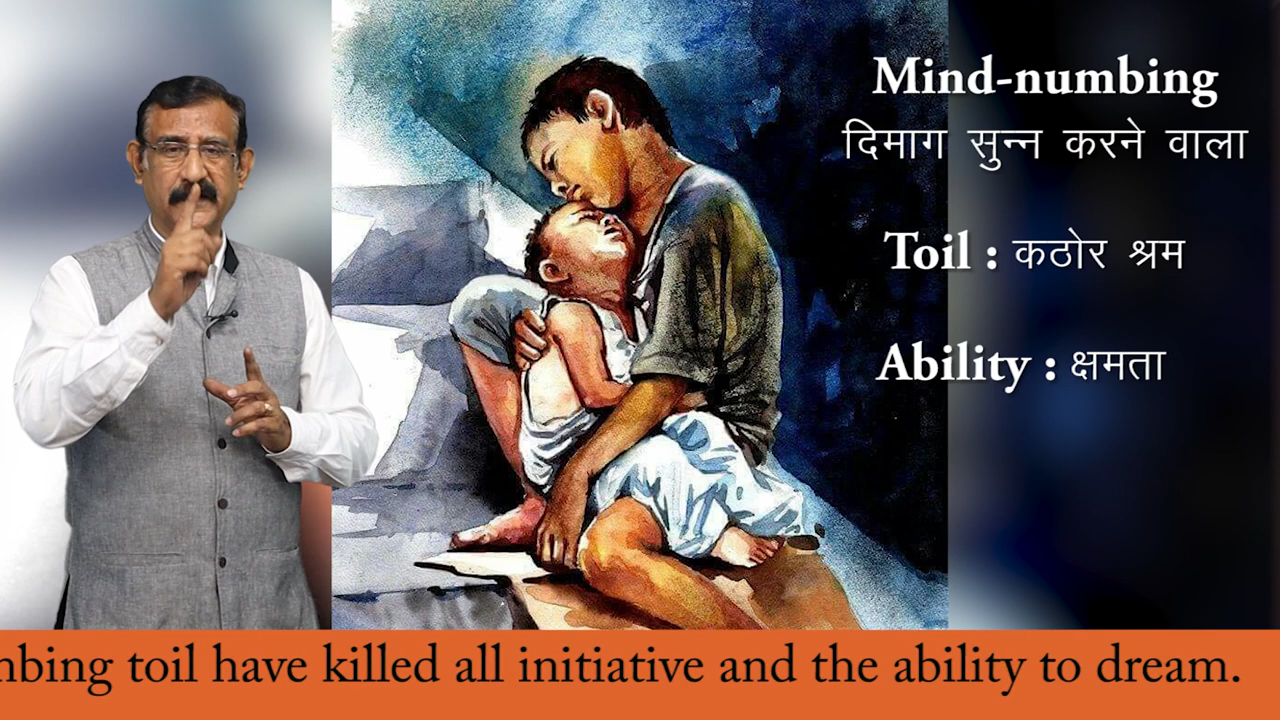 Mind-numbing
दिमाग सुन्न करने वाला
Toil : कठोर श्रम
Ability : क्षमता
toil have killed all initiative and the ability to dream.